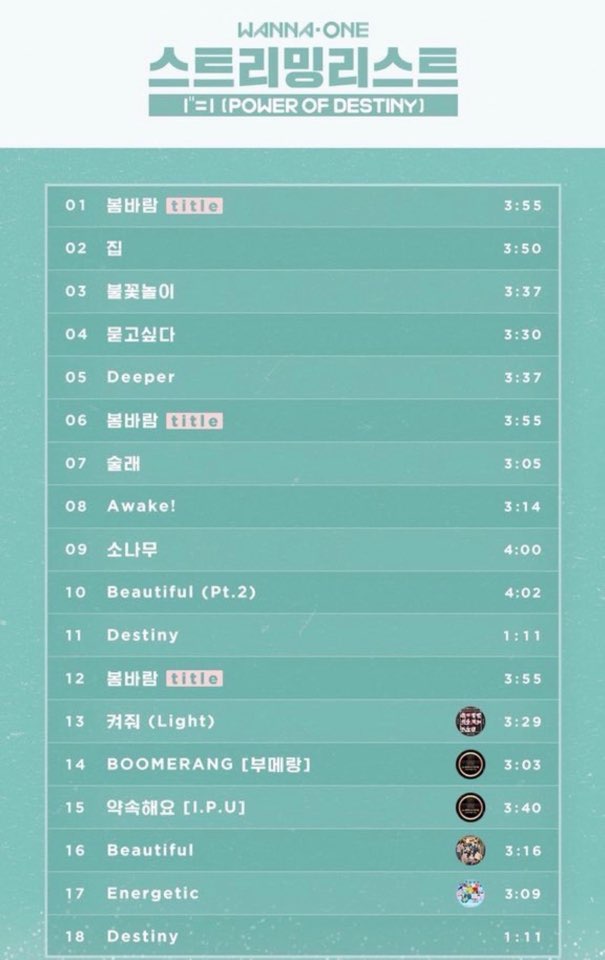 WANNA·ONE
스트리밍리스트
1¹¹=1 (POWER OF DESTINY)
01 봄바람 title 3:55
02 집 3:50
03 불꽃놀이 3:37
04 묻고싶다 3:30
05 Deeper 3:37
06 봄바람 title 3:55
07 술래 3:05
08 Awake! 3:14
09 소나무 4:00
10 Beautiful (Pt.2) 4:02
11 Destiny 1:11
12 봄바람 title 3:55
13 켜줘 (Light) 3:29
14 BOOMERANG [부메랑] 3:03
15 약속해요 [I.P.U] 3:40
16 Beautiful 3:16
17 Energetic 3:09
18 Destiny 1:11